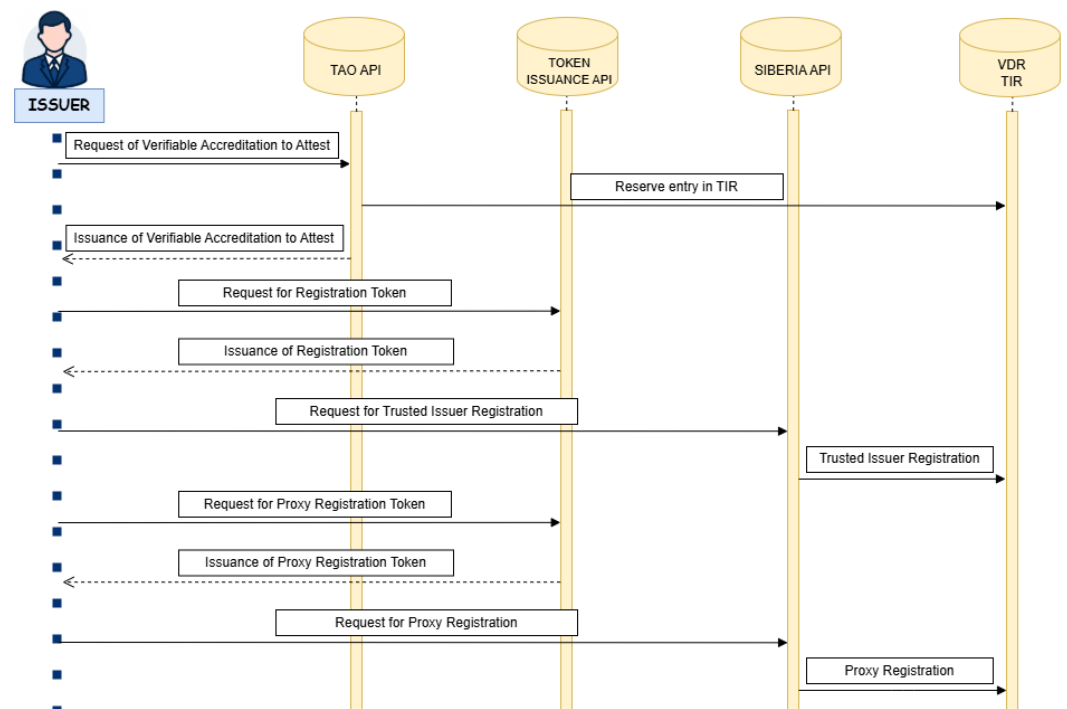 ISSUER
TAO API
TOKEN
ISSUANCE API
SIBERIA API
VDR
TIR
Request of Verifiable Accreditation to Attest
Reserve entry in TIR
Issuance of Verifiable Accreditation to Attest
Request for Registration Token
Issuance of Registration Token
Request for Trusted Issuer Registration
Trusted Issuer Registration
Request for Proxy Registration Token
Issuance of Proxy Registration Token
Request for Proxy Registration
Proxy Registration